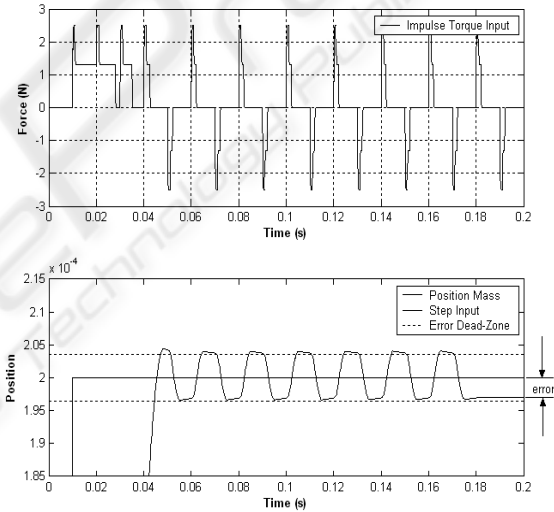 3
2
1
0
-1
-2
-3
Force (N)
Impulse Torque Input
0 0.02 0.04 0.06 0.08 0.1 0.12 0.14 0.16 0.18 0.2
Time (s)
x 10^-4
2.15
2.1
2.05
2
1.95
1.9
1.85
Position
Position Mass
Step Input
Error Dead-Zone
error
0 0.02 0.04 0.06 0.08 0.1 0.12 0.14 0.16 0.18 0.2
Time (s)